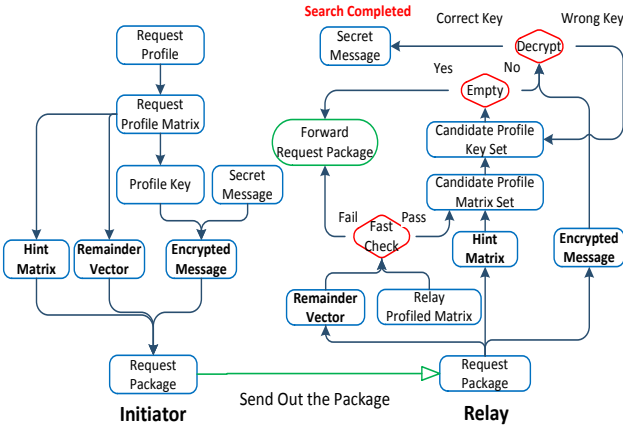 Search Completed
Correct Key
Wrong Key
Request
Profile
Secret
Message
Decrypt
Yes
No
Empty
Request
Profile Matrix
Forward
Request Package
Candidate Profile
Key Set
Profile Key
Secret
Message
Candidate Profile
Matrix Set
Fail
Pass
Fast
Check
Hint
Matrix
Remainder
Vector
Encrypted
Message
Hint
Matrix
Encrypted
Message
Remainder
Vector
Relay
Profiled Matrix
Request
Package
Request
Package
Send Out the Package
Initiator
Relay